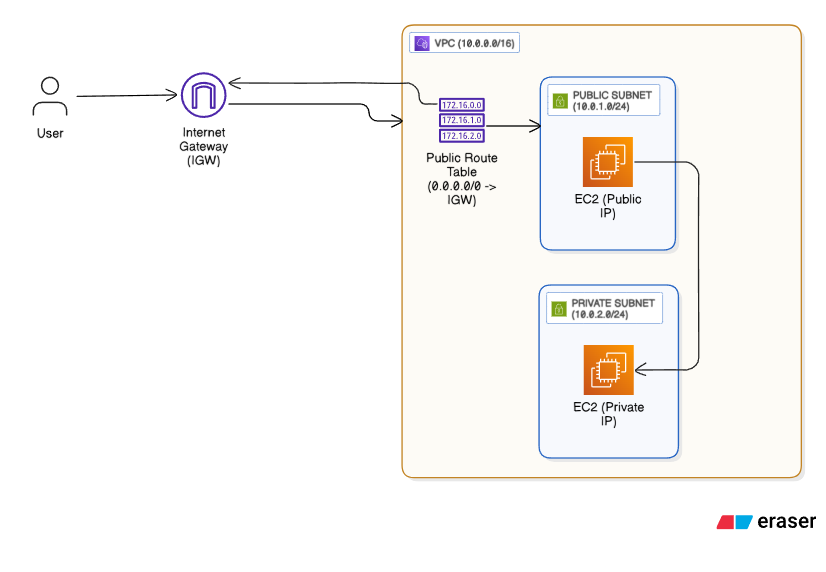 VPC (10.0.0.0/16)
User
Internet
Gateway
(IGW)
172.16.0.0
172.16.1.0
172.16.2.0
Public Route
Table
(0.0.0.0/0 ->
IGW)
PUBLIC SUBNET
(10.0.1.0/24)
EC2 (Public
IP)
PRIVATE SUBNET
(10.0.2.0/24)
EC2 (Private
IP)
eraser